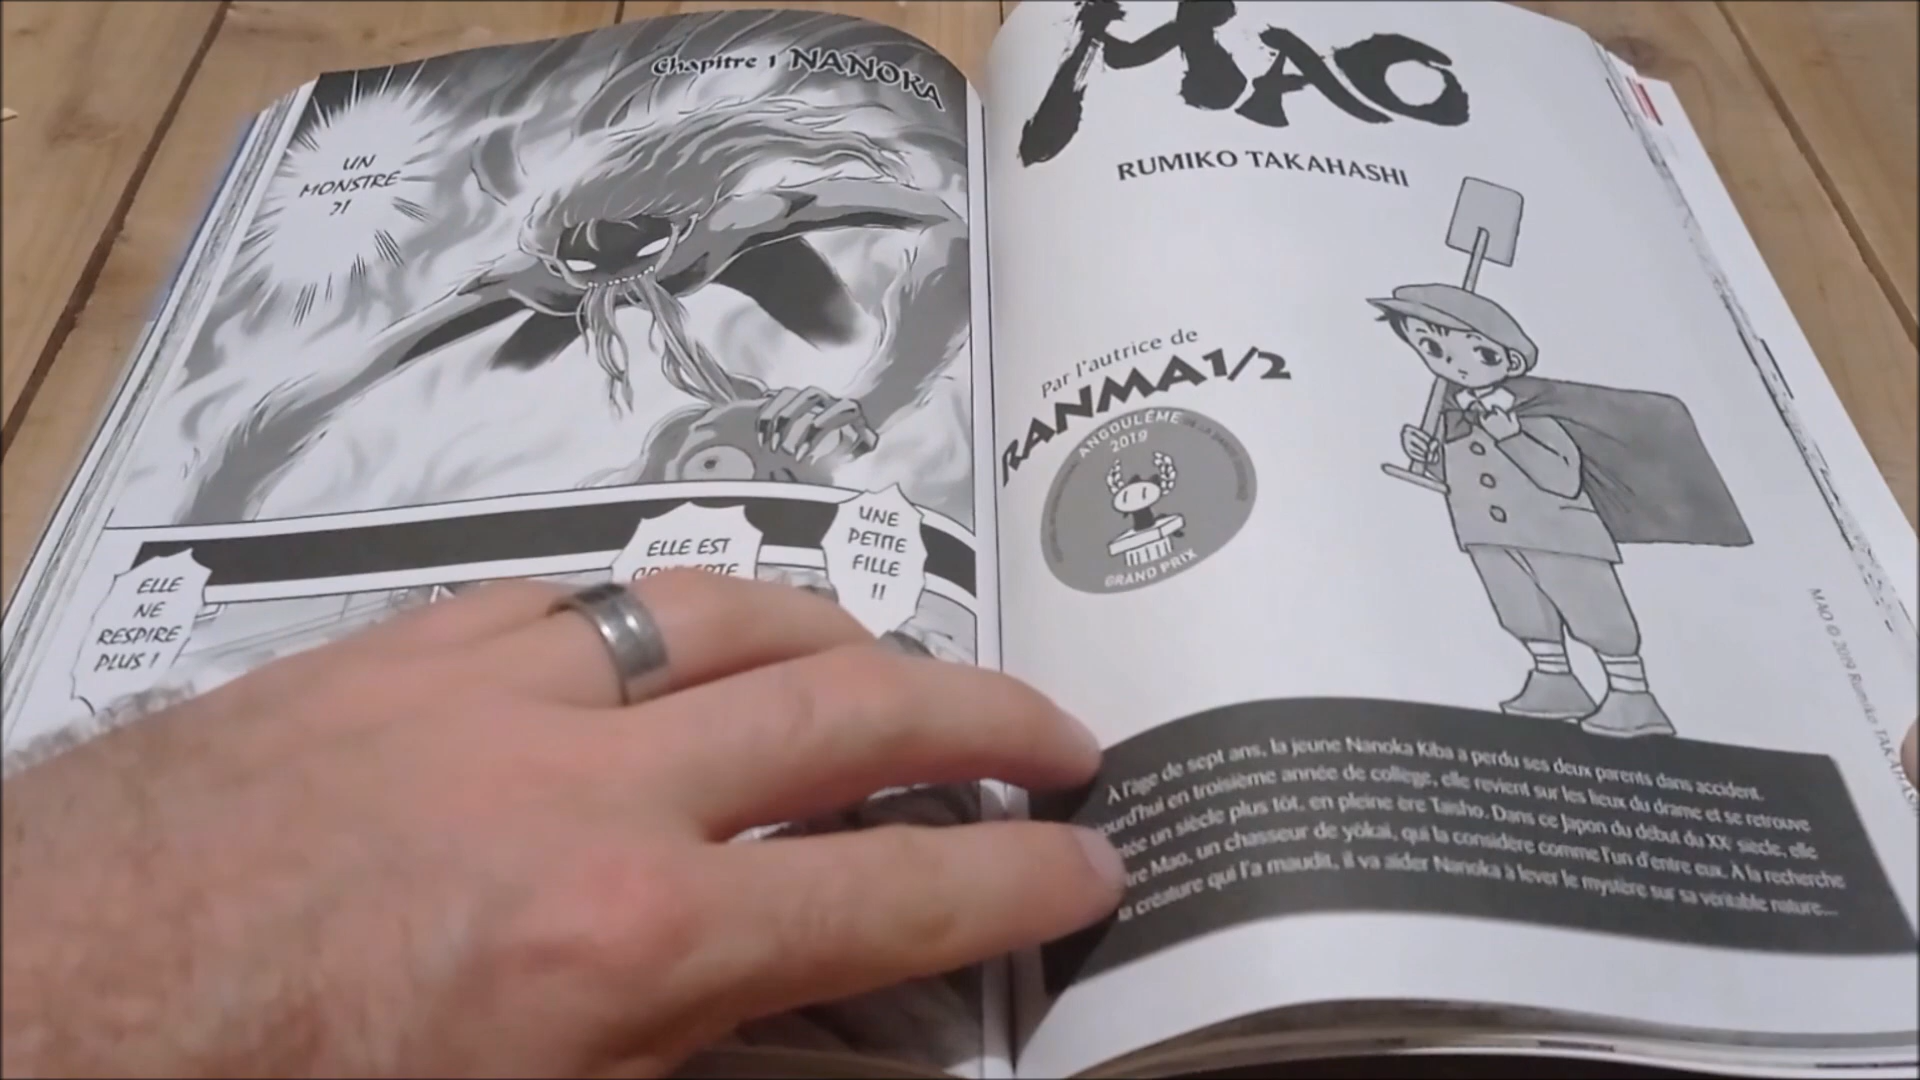 Chapitre 1 NANOKA
UN
MONSTRE
?!
UNE
PETITE
FILLE
!!
ELLE EST
ELLE
NE
RESPIRE
PLUS !
MAO
RUMIKO TAKAHASHI
Par l'autrice de
RANMA1/2
ANGOULÊME
2019
GRAND PRIX
À l'âge de sept ans, la jeune Nanoka Kiba a perdu ses deux parents dans accident.
en troisième année de collège, elle revient sur les lieux du drame et se retrouve
un siècle plus tôt, en pleine ère Taisho. Dans ce Japon du début du XXe siècle, elle
Mao, un chasseur de yôkai, qui la considère comme l'un d'entre eux. À la recherche
la créature qui l'a maudit, il va aider Nanoka à lever le mystère sur sa véritable nature...
MAO © 2019 Rumiko